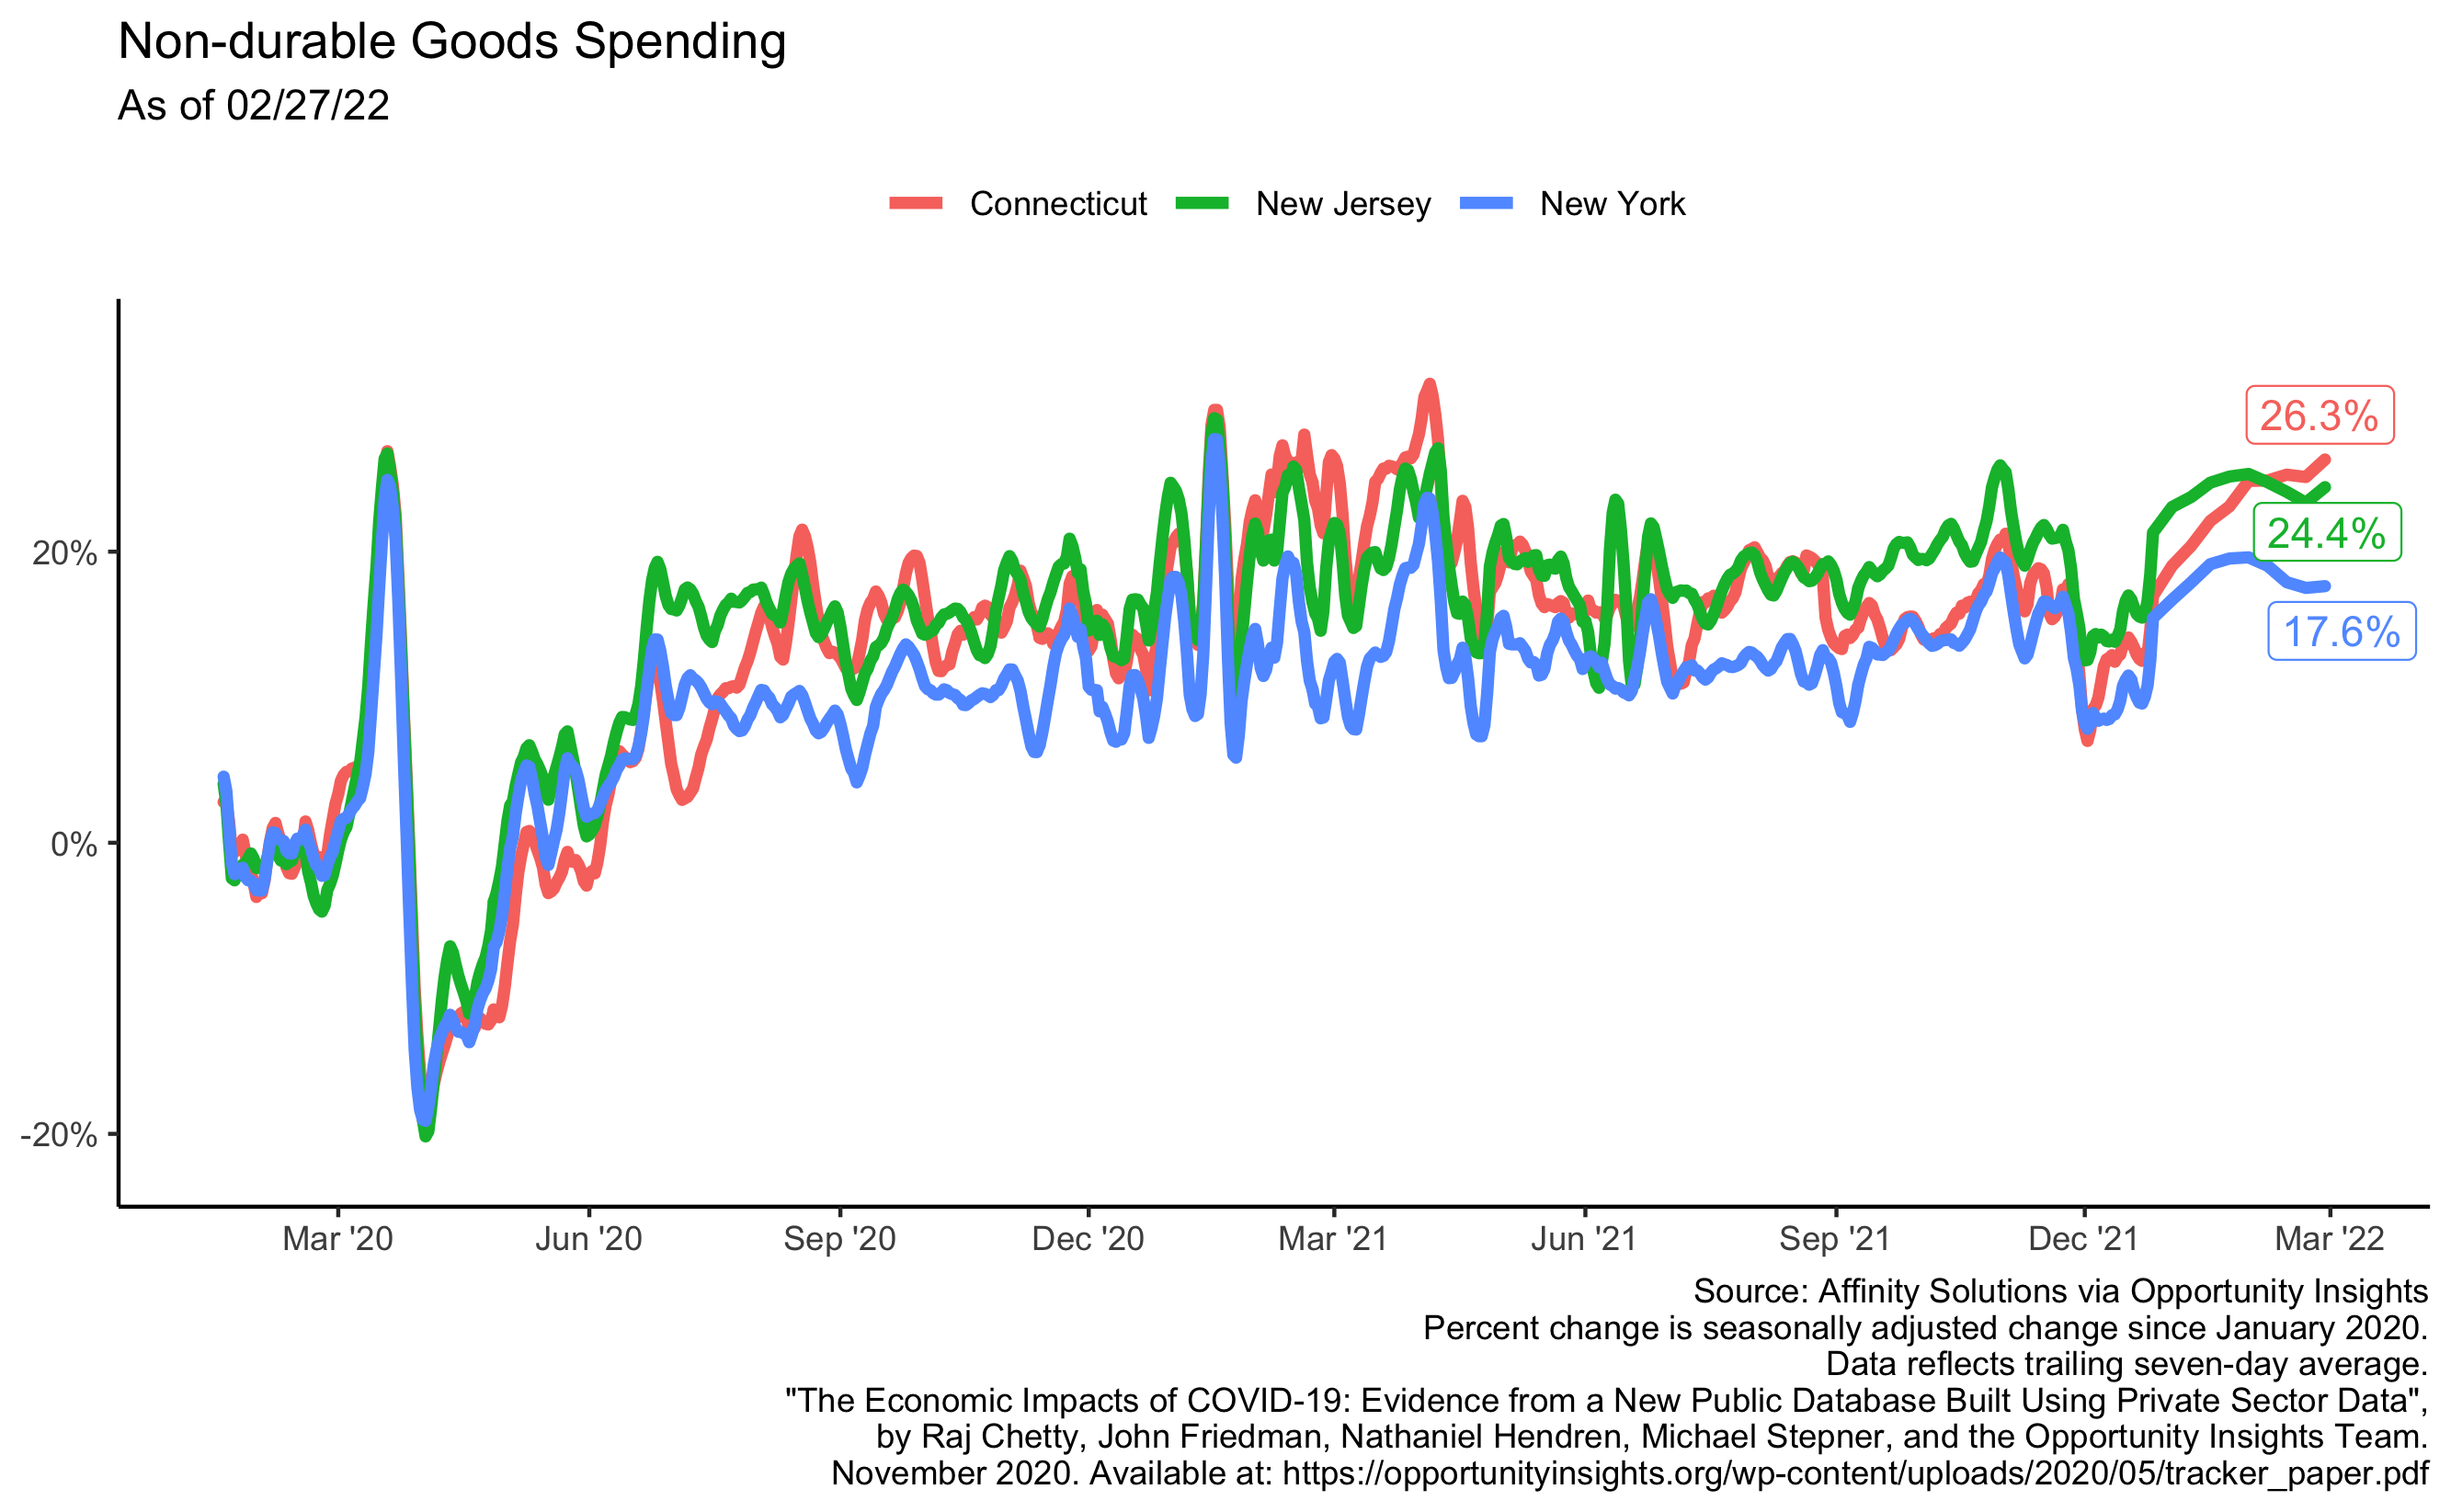 Non-durable Goods Spending
As of 02/27/22
Connecticut New Jersey New York
26.3%
20%
24.4%
17.6%
0%
-20%
Mar '20 Jun '20 Sep '20 Dec '20 Mar '21 Jun '21 Sep '21 Dec '21 Mar '22
Source: Affinity Solutions via Opportunity Insights
Percent change is seasonally adjusted change since January 2020.
Data reflects trailing seven-day average.
"The Economic Impacts of COVID-19: Evidence from a New Public Database Built Using Private Sector Data",
by Raj Chetty, John Friedman, Nathaniel Hendren, Michael Stepner, and the Opportunity Insights Team.
November 2020. Available at: https://opportunityinsights.org/wp-content/uploads/2020/05/tracker_paper.pdf